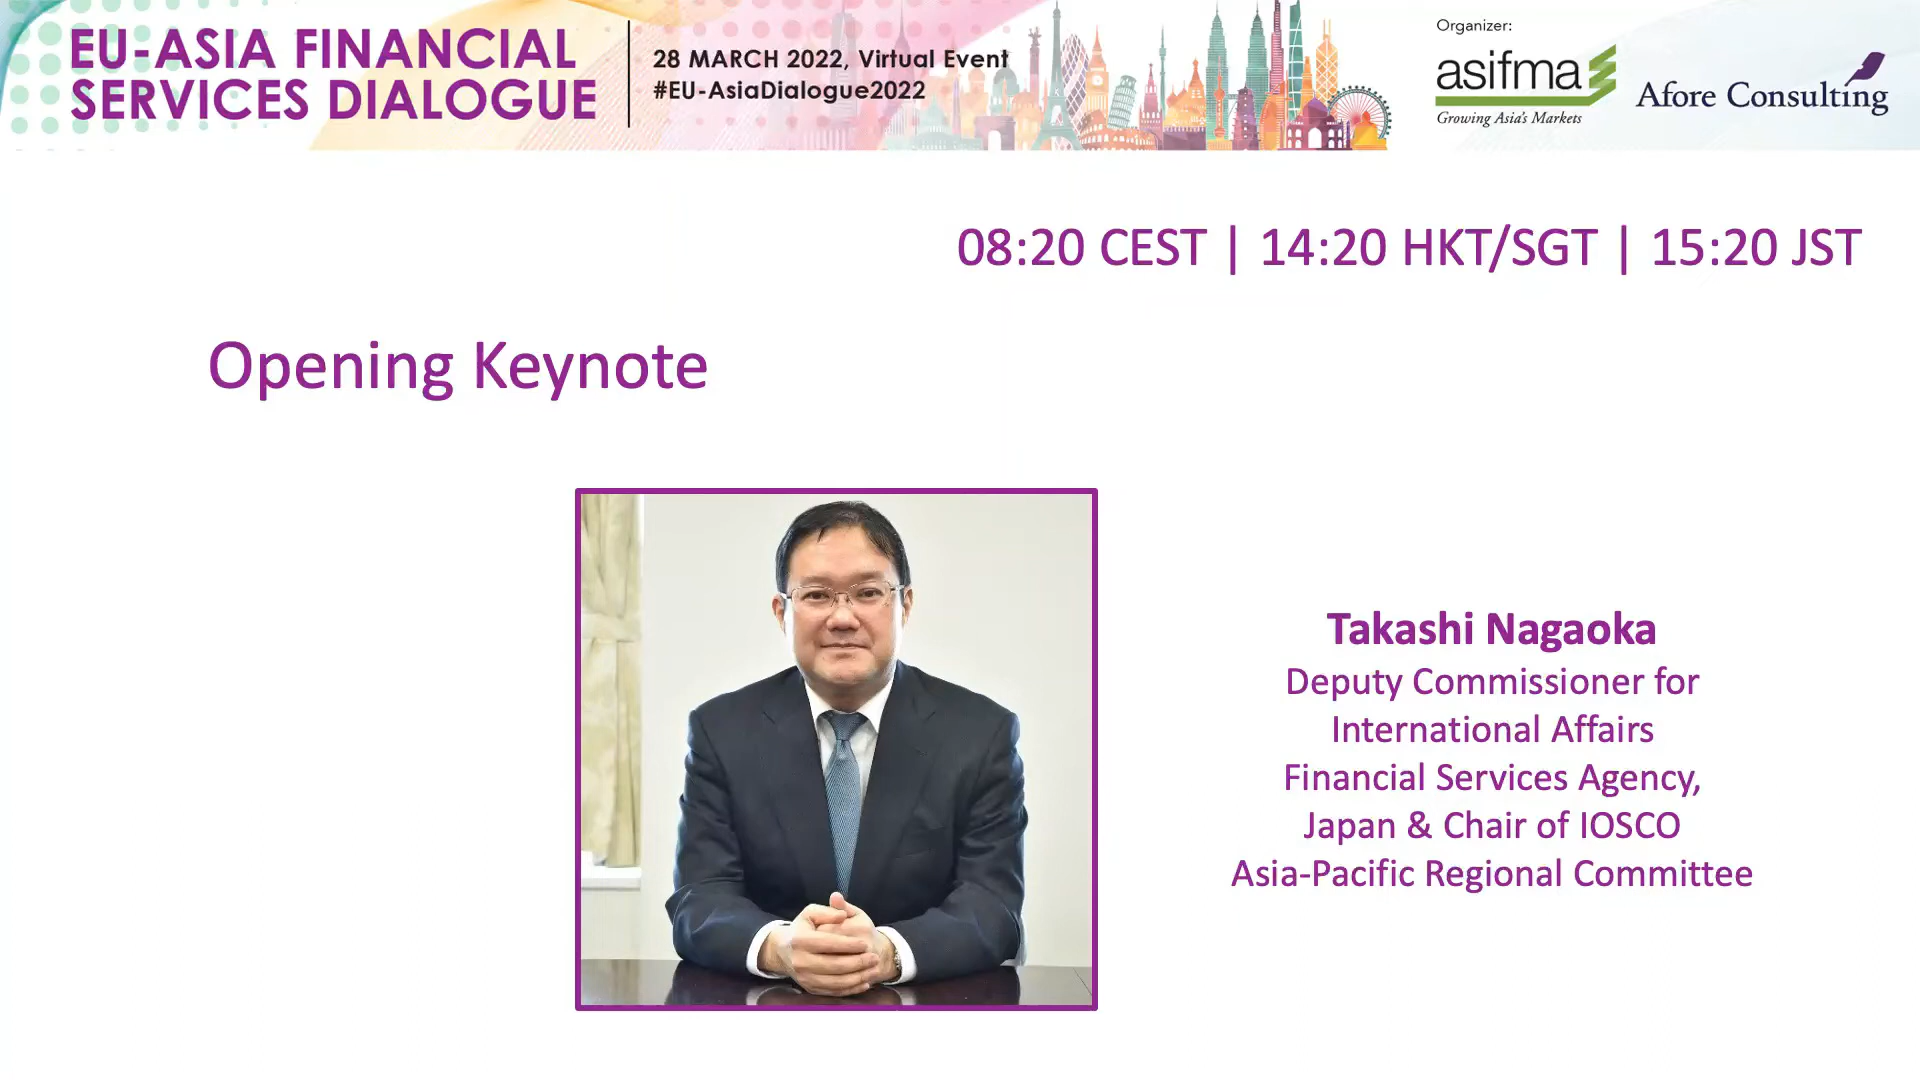 EU-ASIA FINANCIAL
SERVICES DIALOGUE
28 MARCH 2022, Virtual Event
#EU-AsiaDialogue2022
Organizer:
asifma
Growing Asia's Markets
Afore Consulting
08:20 CEST | 14:20 HKT/SGT | 15:20 JST
Opening Keynote
Takashi Nagaoka
Deputy Commissioner for
International Affairs
Financial Services Agency,
Japan & Chair of IOSCO
Asia-Pacific Regional Committee